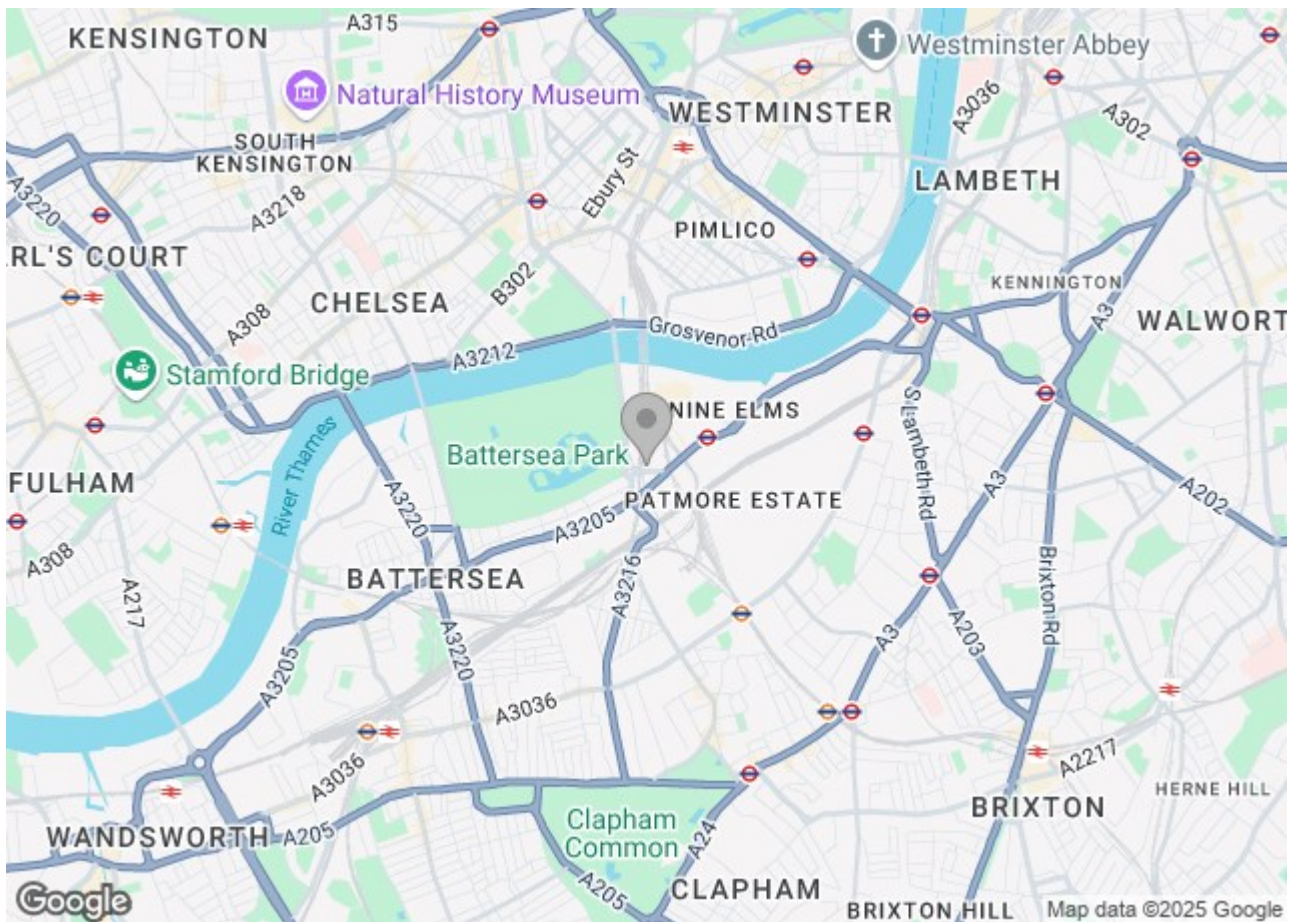 A315
KENSINGTON
Westminster Abbey
Natural History Museum
WESTMINSTER
A3036
A302
SOUTH
KENSINGTON
Ebury St
LAMBETH
A3220
A3218
PIMLICO
ARL'S COURT
B302
KENNINGTON
CHELSEA
A308
Grosvenor Rd
A3
WALWORT
A3212
Stamford Bridge
NINE ELMS
S Lambeth Rd
Battersea Park
River Thames
FULHAM
A3220
PATMORE ESTATE
A3
A202
A3205
A308
BATTERSEA
A3216
Brixton Rd
A217
A3220
A3
A203
A3205
A3036
A2217
A3036
HERNE HILL
BRIXTON
WANDSWORTH
A205
Clapham
Common
A24
A205
CLAPHAM
BRIXTON HILL
Google
Map data ©2025 Google